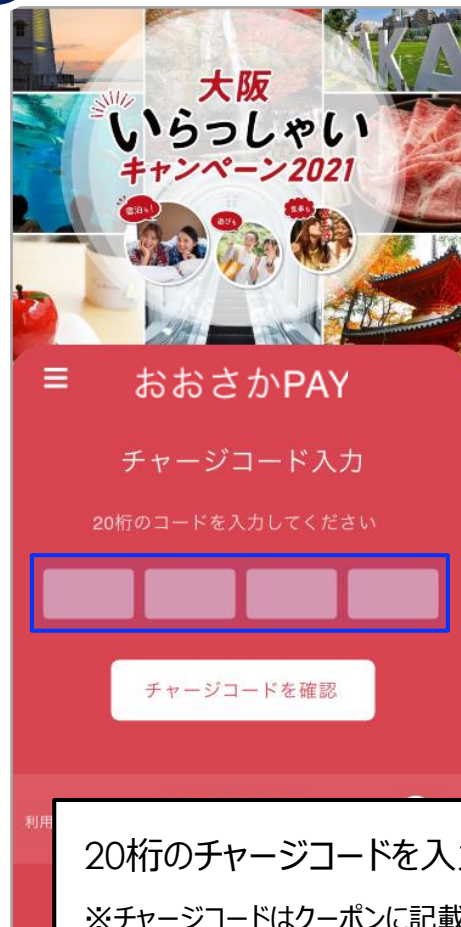 OSAKA
大阪
いらっしゃい
キャンペーン2021
宿泊も!
遊びも
食事も
おおさかPAY
チャージコード入力
20桁のコードを入力してください
チャージコードを確認
利用
20桁のチャージコードを入
※チャージコードはクーポンに記載